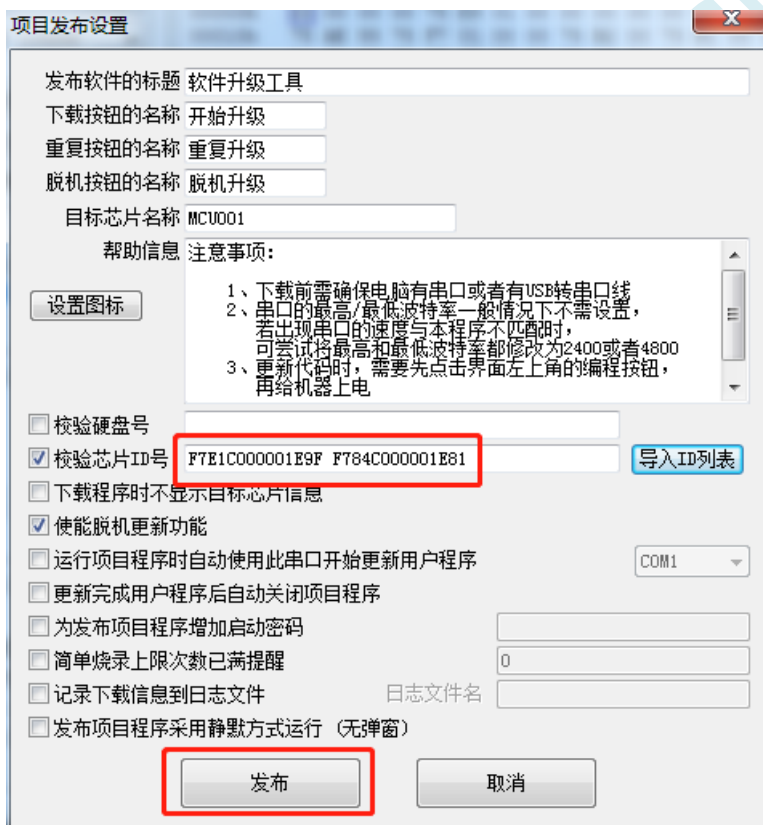 项目发布设置
发布软件的标题 软件升级工具
下载按钮的名称 开始升级
重复按钮的名称 重复升级
脱机按钮的名称 脱机升级
目标芯片名称 MCU001
帮助信息 注意事项:
1、下载前需确保电脑有串口或者有USB转串口线
设置图标
2、串口的最高/最低波特率一般情况下不需设置，
若出现串口的速度与本程序不匹配时，
可尝试将最高和最低波特率都修改为2400或者4800
3、更新代码时，需要先点击界面左上角的编程按钮，
再给机器上电
校验硬盘号
校验芯片ID号 F7E1C000001E9F F784C000001E81 导入ID列表
下载程序时不显示目标芯片信息
使能脱机更新功能
运行项目程序时自动使用此串口开始更新用户程序 COM1
更新完成用户程序后自动关闭项目程序
为发布项目程序增加启动密码
简单烧录上限次数已满提醒 0
记录下载信息到日志文件 日志文件名
发布项目程序采用静默方式运行（无弹窗）
发布 取消